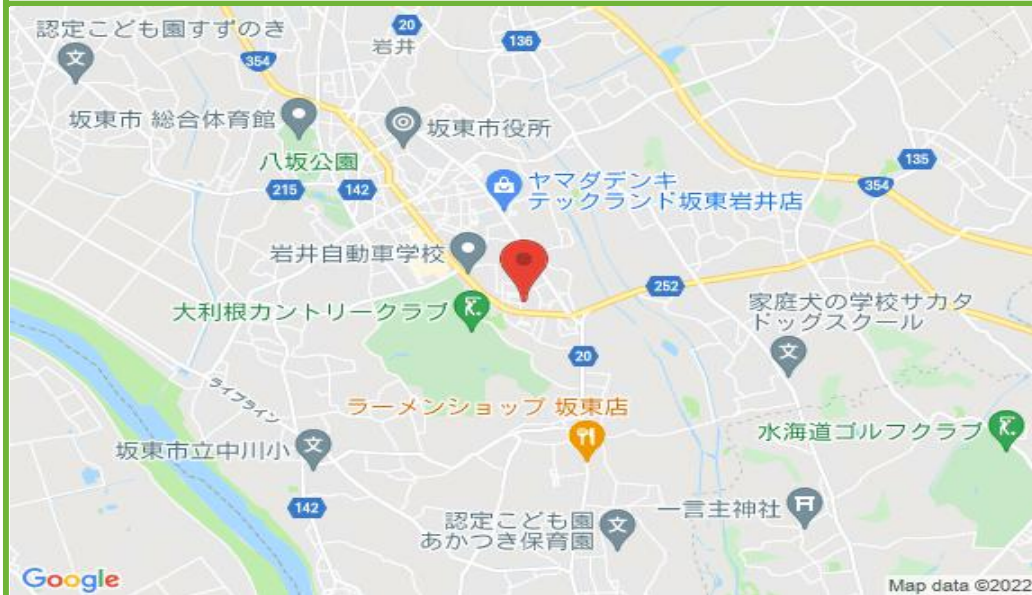 認定こども園すずのき
20
岩井
136
354
坂東市 総合体育館
坂東市役所
八坂公園
135
215
142
354
ヤマダデンキ
テックランド坂東岩井店
岩井自動車学校
252
大利根カントリークラブ
家庭犬の学校サカタ
ドッグスクール
20
ライフライン
ラーメンショップ 坂東店
水海道ゴルフクラブ
坂東市立中川小
142
一言主神社
認定こども園
あかつき保育園
Google
Map data ©2022